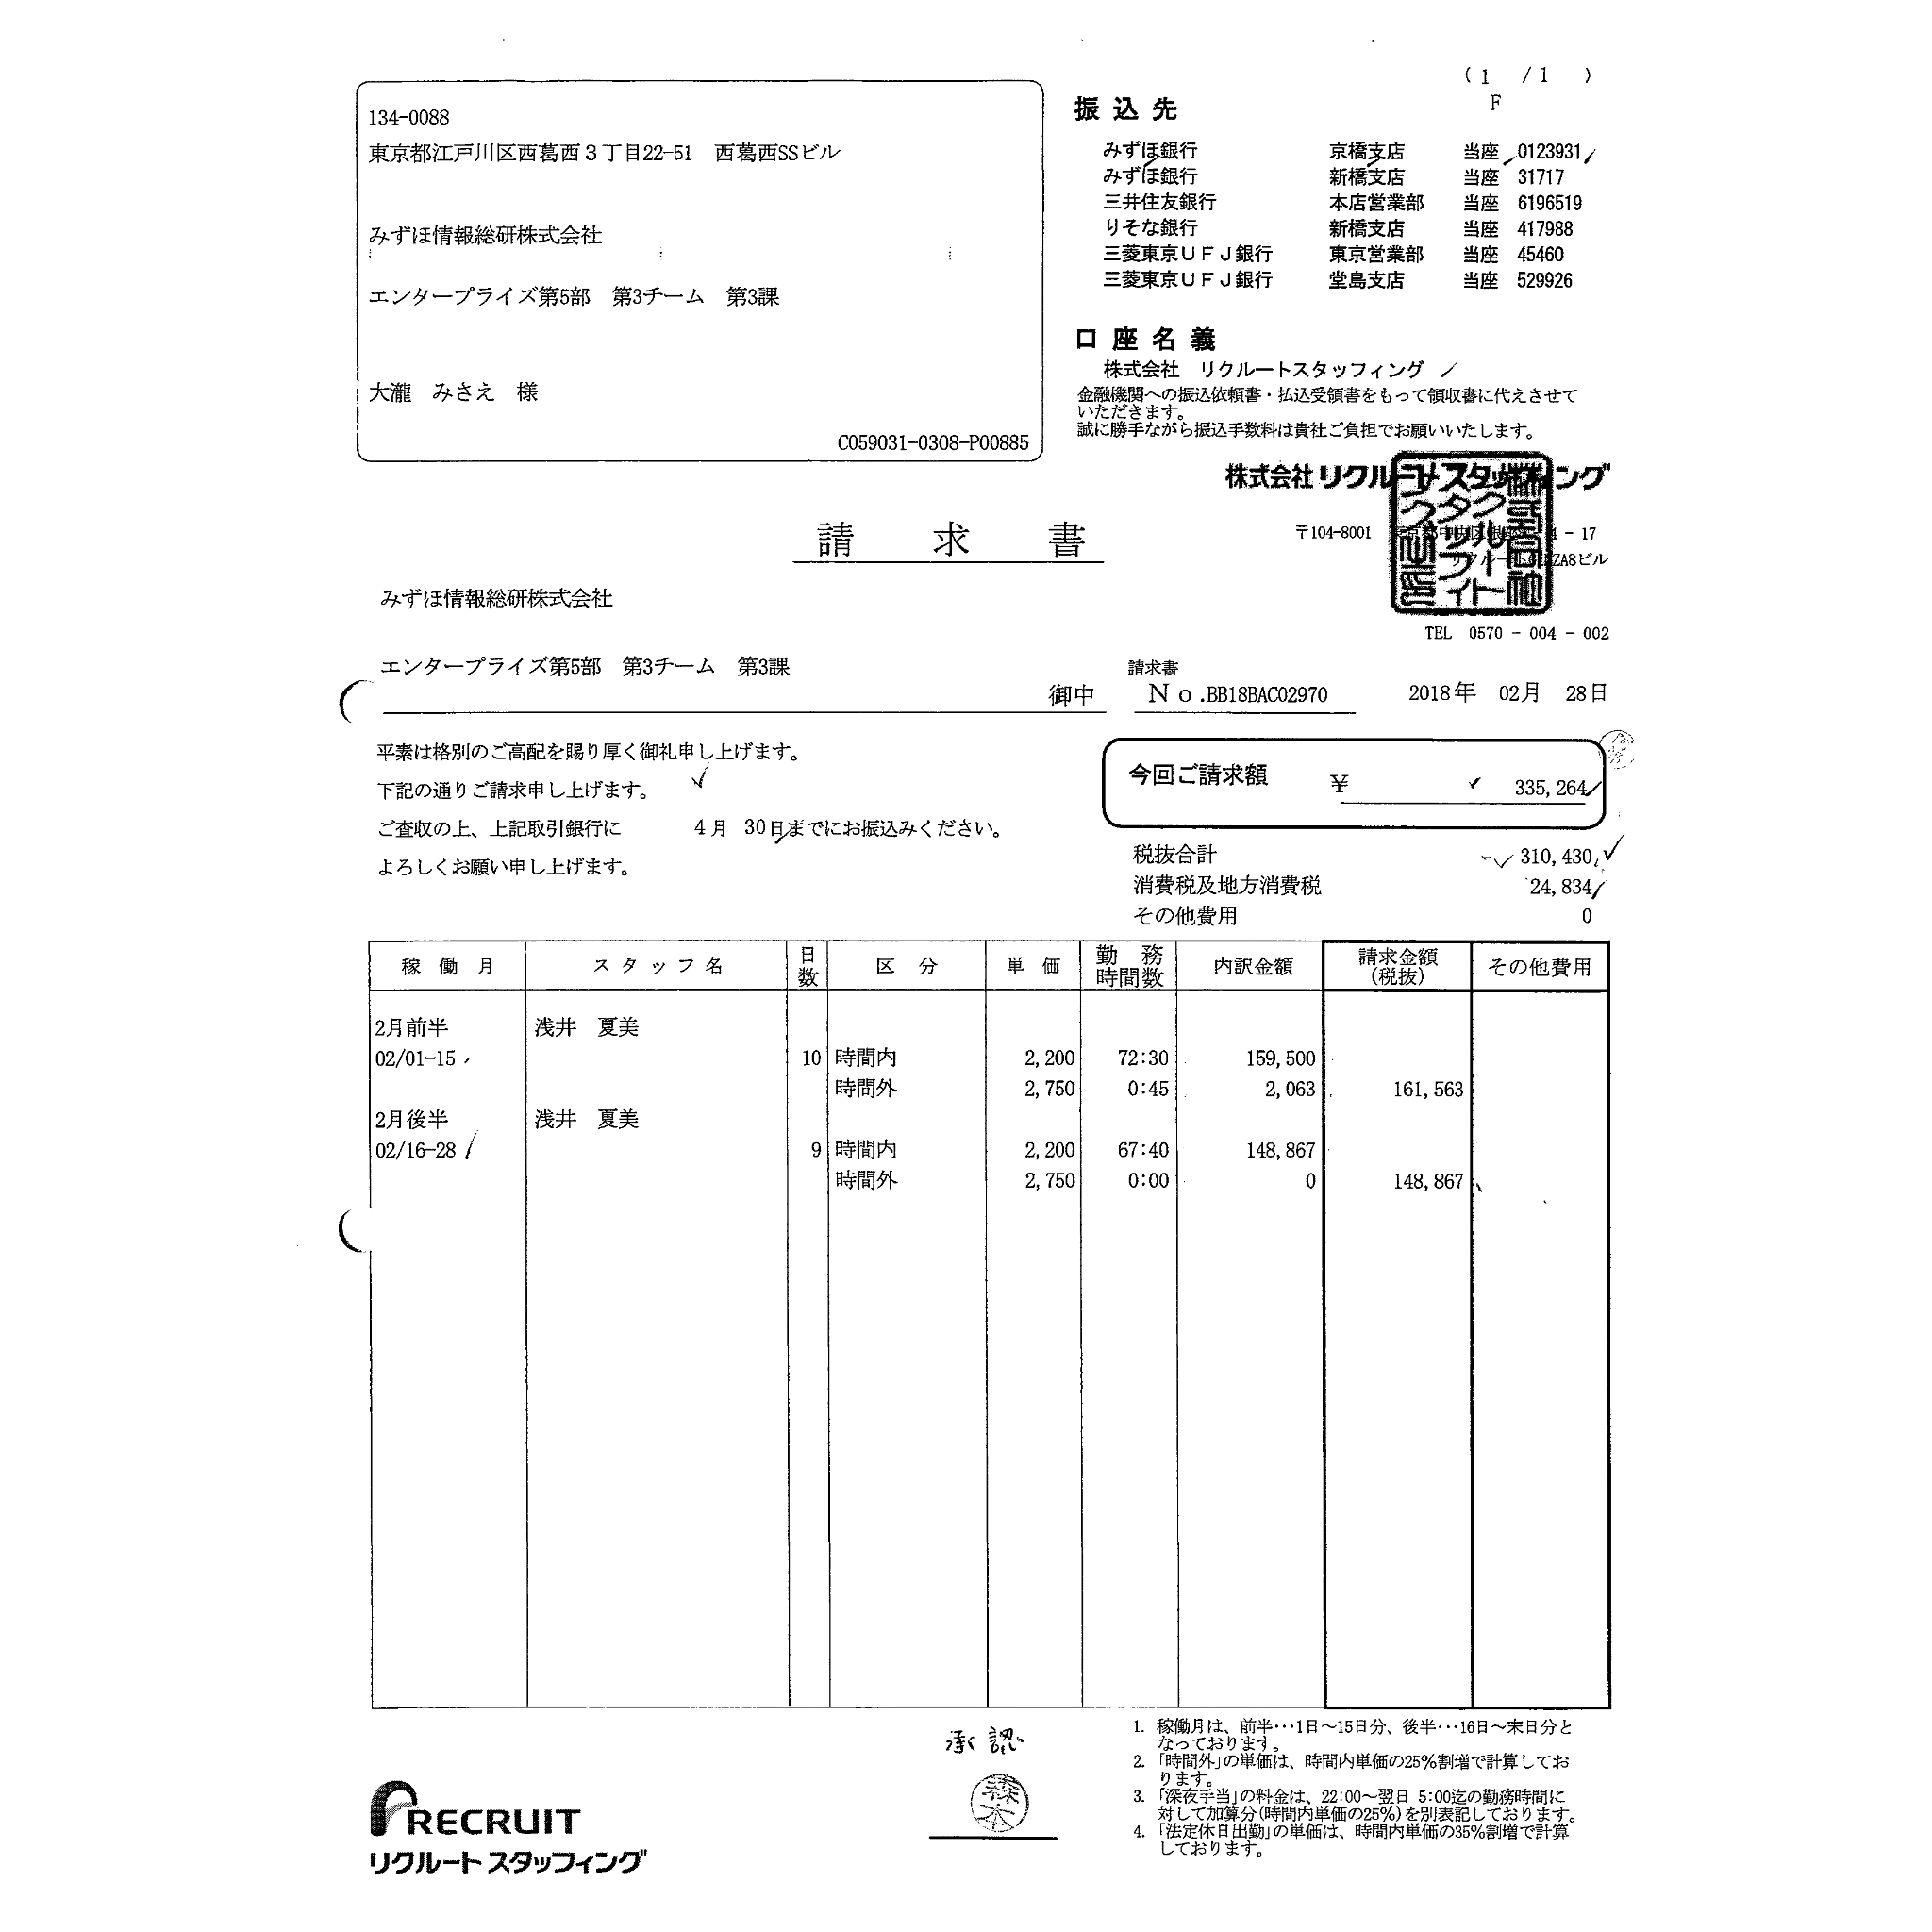 (1 /1 )
F
134-0088
東京都江戸川区西葛西3丁目22-51 西葛西SSビル
みずほ情報総研株式会社
エンタープライズ第5部 第3チーム 第3課
大瀧 みさえ 様
C059031-0308-P00885
振込先
みずほ銀行 京橋支店 当座 0123931
みずほ銀行 新橋支店 当座 31717
三井住友銀行 本店営業部 当座 6196519
りそな銀行 新橋支店 当座 417988
三菱東京UFJ銀行 東京営業部 当座 45460
三菱東京UFJ銀行 堂島支店 当座 529926
口座名義
株式会社 リクルートスタッフィング
金融機関への振込依頼書・払込受領書をもって領収書に代えさせて
いただきます。
誠に勝手ながら振込手数料は貴社ご負担でお願いいたします。
株式会社リクルートスタッフィング
〒104-8001 東京都中央区銀座8-4-17
リクルートGINZA8ビル
TEL 0570-004-002
請求書
みずほ情報総研株式会社
エンタープライズ第5部 第3チーム 第3課
御中
請求書
No.BB18BAC02970 2018年 02月 28日
平素は格別のご高配を賜り厚く御礼申し上げます。
下記の通りご請求申し上げます。
ご査収の上、上記取引銀行に 4月 30日までにお振込みください。
よろしくお願い申し上げます。
今回ご請求額 ¥ 335,264
税抜合計 310,430
消費税及地方消費税 24,834
その他費用 0
稼働月 スタッフ名 日数 区分 単価 勤務時間数 内訳金額 請求金額(税抜) その他費用
2月前半 浅井 夏美
02/01-15 10 時間内 2,200 72:30 159,500
時間外 2,750 0:45 2,063 161,563
2月後半 浅井 夏美
02/16-28 9 時間内 2,200 67:40 148,867
時間外 2,750 0:00 0 148,867
承認
森本
1. 稼働月は、前半…1日~15日分、後半…16日~末日分と
なっております。
2. 「時間外」の単価は、時間内単価の25%割増で計算してお
ります。
3. 「深夜手当」の料金は、22:00~翌日 5:00迄の勤務時間に
対して加算分(時間内単価の25%)を別表記しております。
4. 「法定休日出勤」の単価は、時間内単価の35%割増で計算
しております。
RECRUIT
リクルート スタッフィング